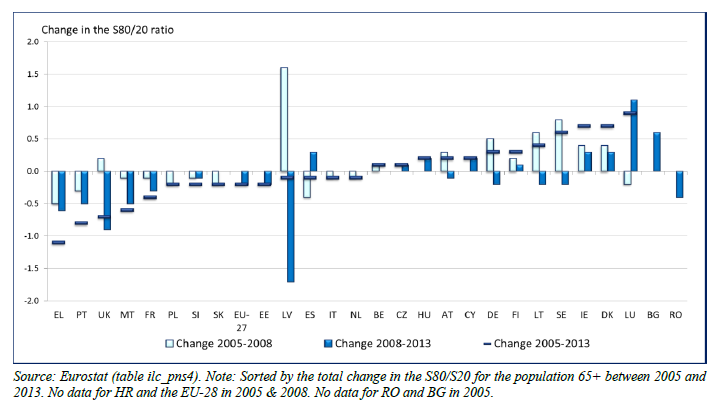 Change in the S80/20 ratio
2.0
1.5
1.0
0.5
0.0
-0.5
-1.0
-1.5
-2.0
EL PT UK MT FR PL SI SK EU-27 EE LV ES IT NL BE CZ HU AT CY DE FI LT SE IE DK LU BG RO
Change 2005-2008 Change 2008-2013 Change 2005-2013
Source: Eurostat (table ilc_pns4). Note: Sorted by the total change in the S80/S20 for the population 65+ between 2005 and
2013. No data for HR and the EU-28 in 2005 & 2008. No data for RO and BG in 2005.